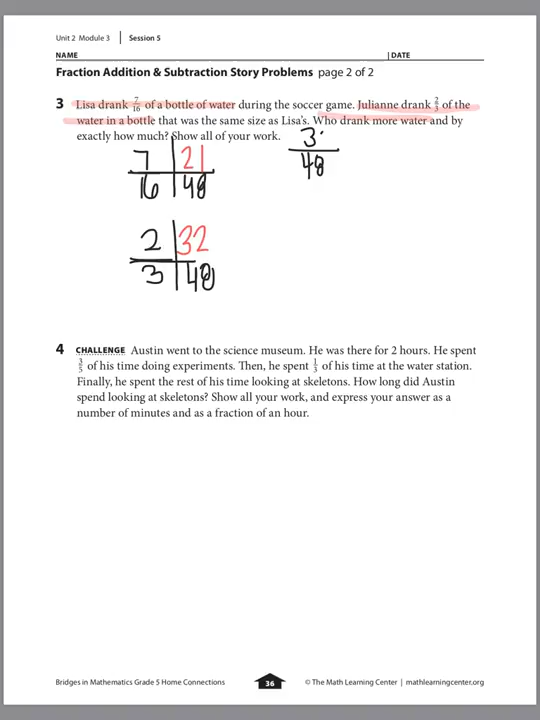 Unit 2 Module 3 | Session 5
NAME | DATE
Fraction Addition & Subtraction Story Problems page 2 of 2
3 Lisa drank 7/16 of a bottle of water during the soccer game. Julianne drank 2/3 of the
water in a bottle that was the same size as Lisa's. Who drank more water and by
exactly how much? Show all of your work.
3
48
7 21
16 48
2 32
3 48
4 CHALLENGE Austin went to the science museum. He was there for 2 hours. He spent
3/5 of his time doing experiments. Then, he spent 1/3 of his time at the water station.
Finally, he spent the rest of his time looking at skeletons. How long did Austin
spend looking at skeletons? Show all your work, and express your answer as a
number of minutes and as a fraction of an hour.
Bridges in Mathematics Grade 5 Home Connections 36 © The Math Learning Center | mathlearningcenter.org